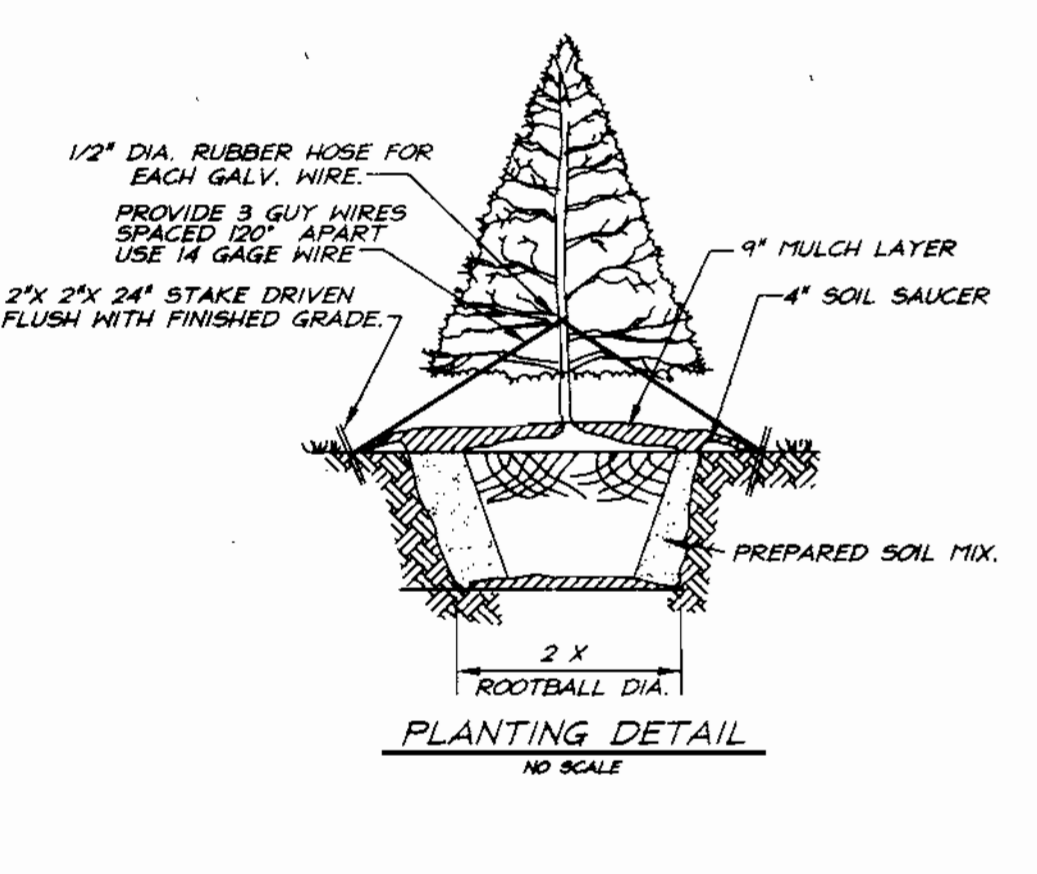 1/2" DIA. RUBBER HOSE FOR
EACH GALV. WIRE.
PROVIDE 3 GUY WIRES
SPACED 120° APART
USE 14 GAGE WIRE
2"X 2"X 24" STAKE DRIVEN
FLUSH WITH FINISHED GRADE.
9" MULCH LAYER
4" SOIL SAUCER
PREPARED SOIL MIX.
2 X
ROOTBALL DIA.
PLANTING DETAIL
NO SCALE